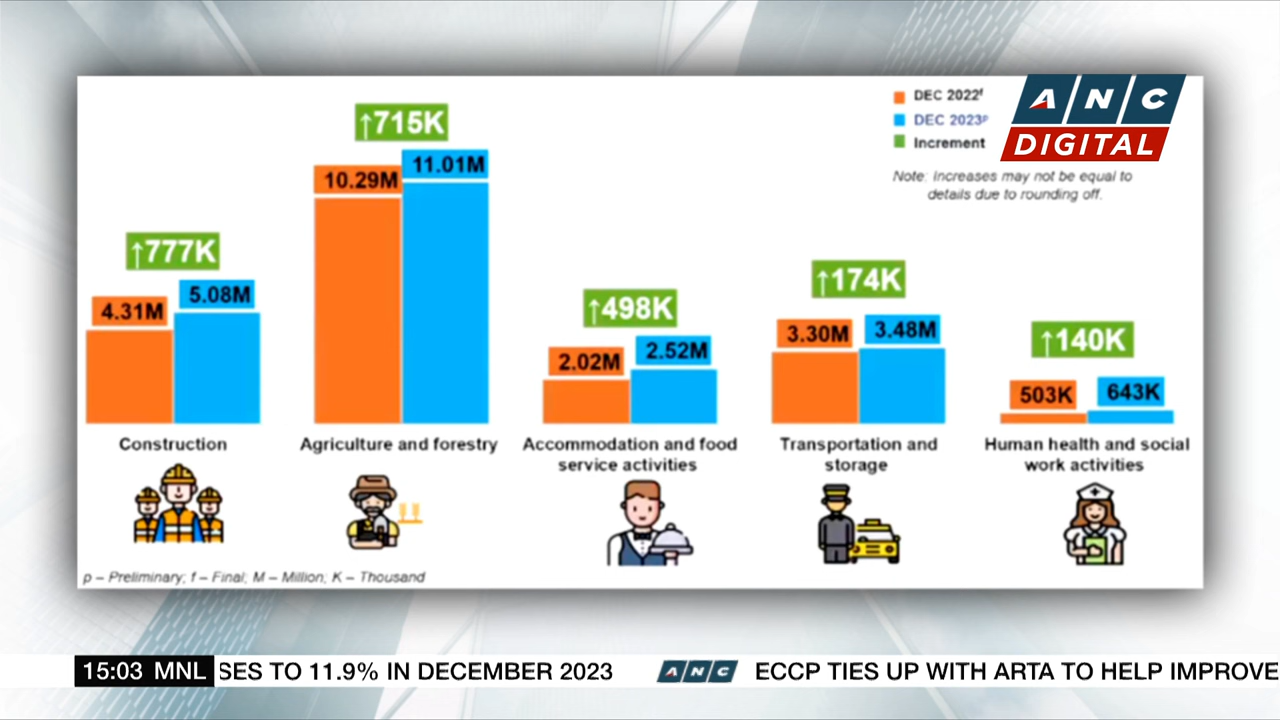 ANC
DIGITAL
DEC 2022f
DEC 2023p
Increment
Note: Increases may not be equal to
details due to rounding off.
↑777K
4.31M
5.08M
Construction
↑715K
10.29M
11.01M
Agriculture and forestry
↑498K
2.02M
2.52M
Accommodation and food
service activities
↑174K
3.30M
3.48M
Transportation and
storage
↑140K
503K
643K
Human health and social
work activities
p – Preliminary; f – Final; M – Million; K – Thousand
15:03 MNL SES TO 11.9% IN DECEMBER 2023 ANC ECCP TIES UP WITH ARTA TO HELP IMPROVE